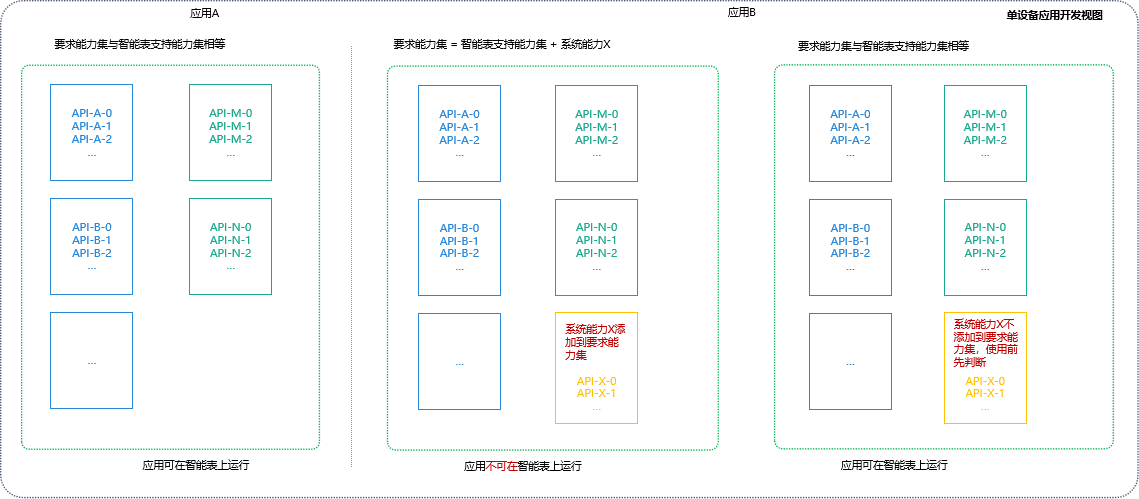 应用A
应用B
单设备应用开发视图
要求能力集与智能表支持能力集相等
API-A-0
API-A-1
API-A-2
...
API-M-0
API-M-1
API-M-2
...
API-B-0
API-B-1
API-B-2
...
API-N-0
API-N-1
API-N-2
...
...
应用可在智能表上运行
要求能力集 = 智能表支持能力集 + 系统能力X
API-A-0
API-A-1
API-A-2
...
API-M-0
API-M-1
API-M-2
...
API-B-0
API-B-1
API-B-2
...
API-N-0
API-N-1
API-N-2
...
...
系统能力X添
加到要求能
力集
API-X-0
API-X-1
...
应用不可在智能表上运行
要求能力集与智能表支持能力集相等
API-A-0
API-A-1
API-A-2
...
API-M-0
API-M-1
API-M-2
...
API-B-0
API-B-1
API-B-2
...
API-N-0
API-N-1
API-N-2
...
...
系统能力X不
添加到要求能
力集，使用前
先判断
API-X-0
API-X-1
...
应用可在智能表上运行